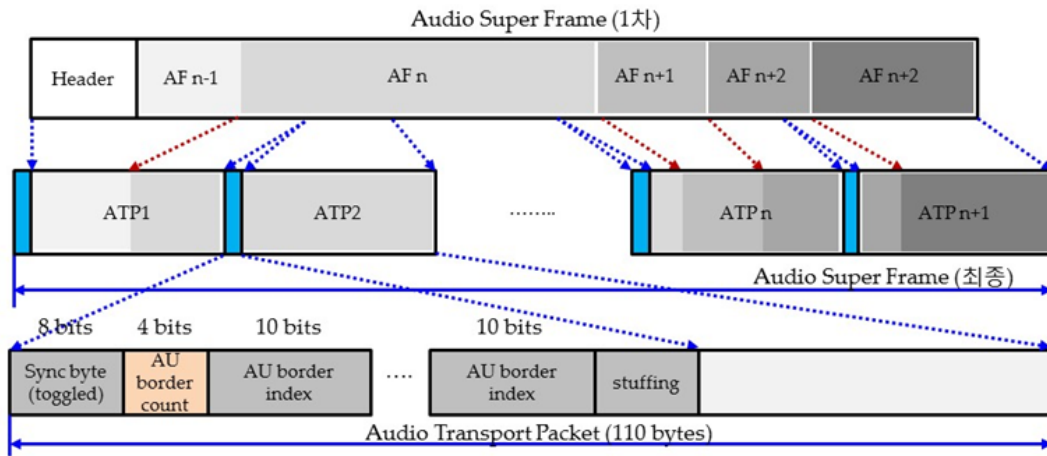 Audio Super Frame (1차)
Header
AF n-1
AF n
AF n+1
AF n+2
AF n+2
ATP1
ATP2
........
ATP n
ATP n+1
Audio Super Frame (최종)
8 bits
4 bits
10 bits
10 bits
Sync byte
(toggled)
AU
border
count
AU border
index
....
AU border
index
stuffing
Audio Transport Packet (110 bytes)